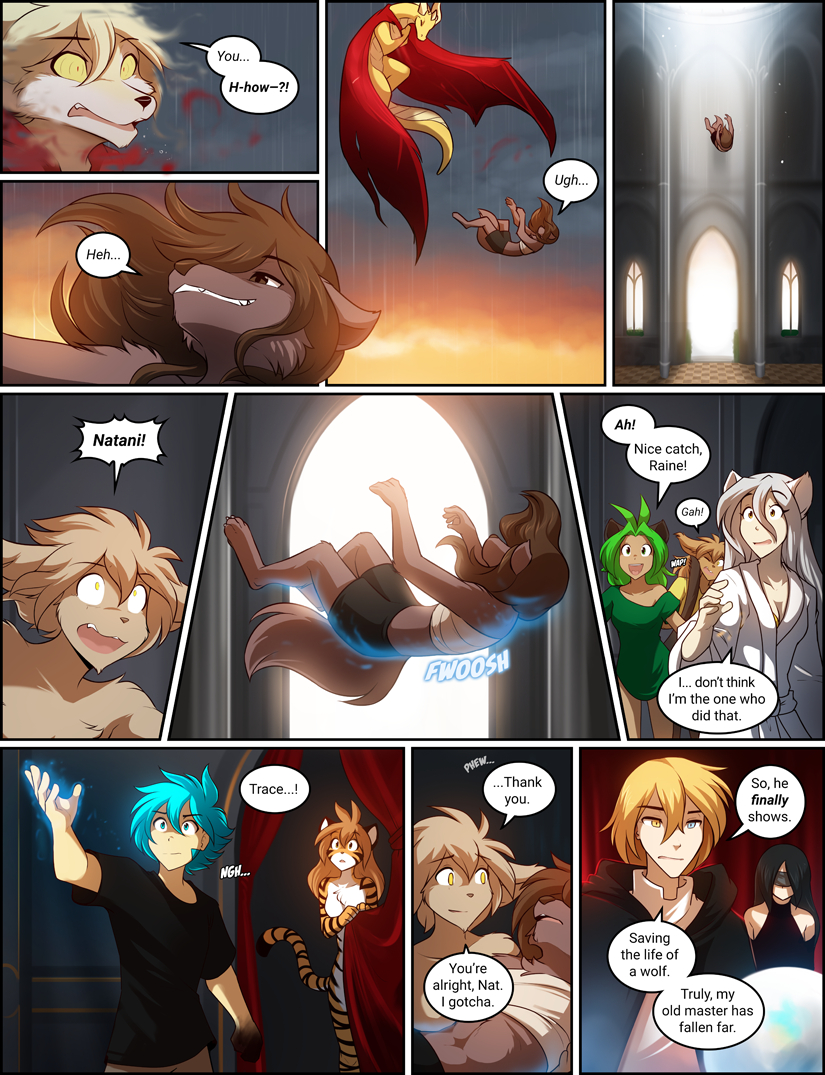 You...
H-how—?!
Heh...
Ugh...
Natani!
FWOOSH
Ah!
Nice catch,
Raine!
Gah!
WAP!
I... don't think
I'm the one who
did that.
Trace...!
NGH...
PHEW...
...Thank
you.
You're
alright, Nat.
I gotcha.
So, he
finally
shows.
Saving
the life of
a wolf.
Truly, my
old master has
fallen far.